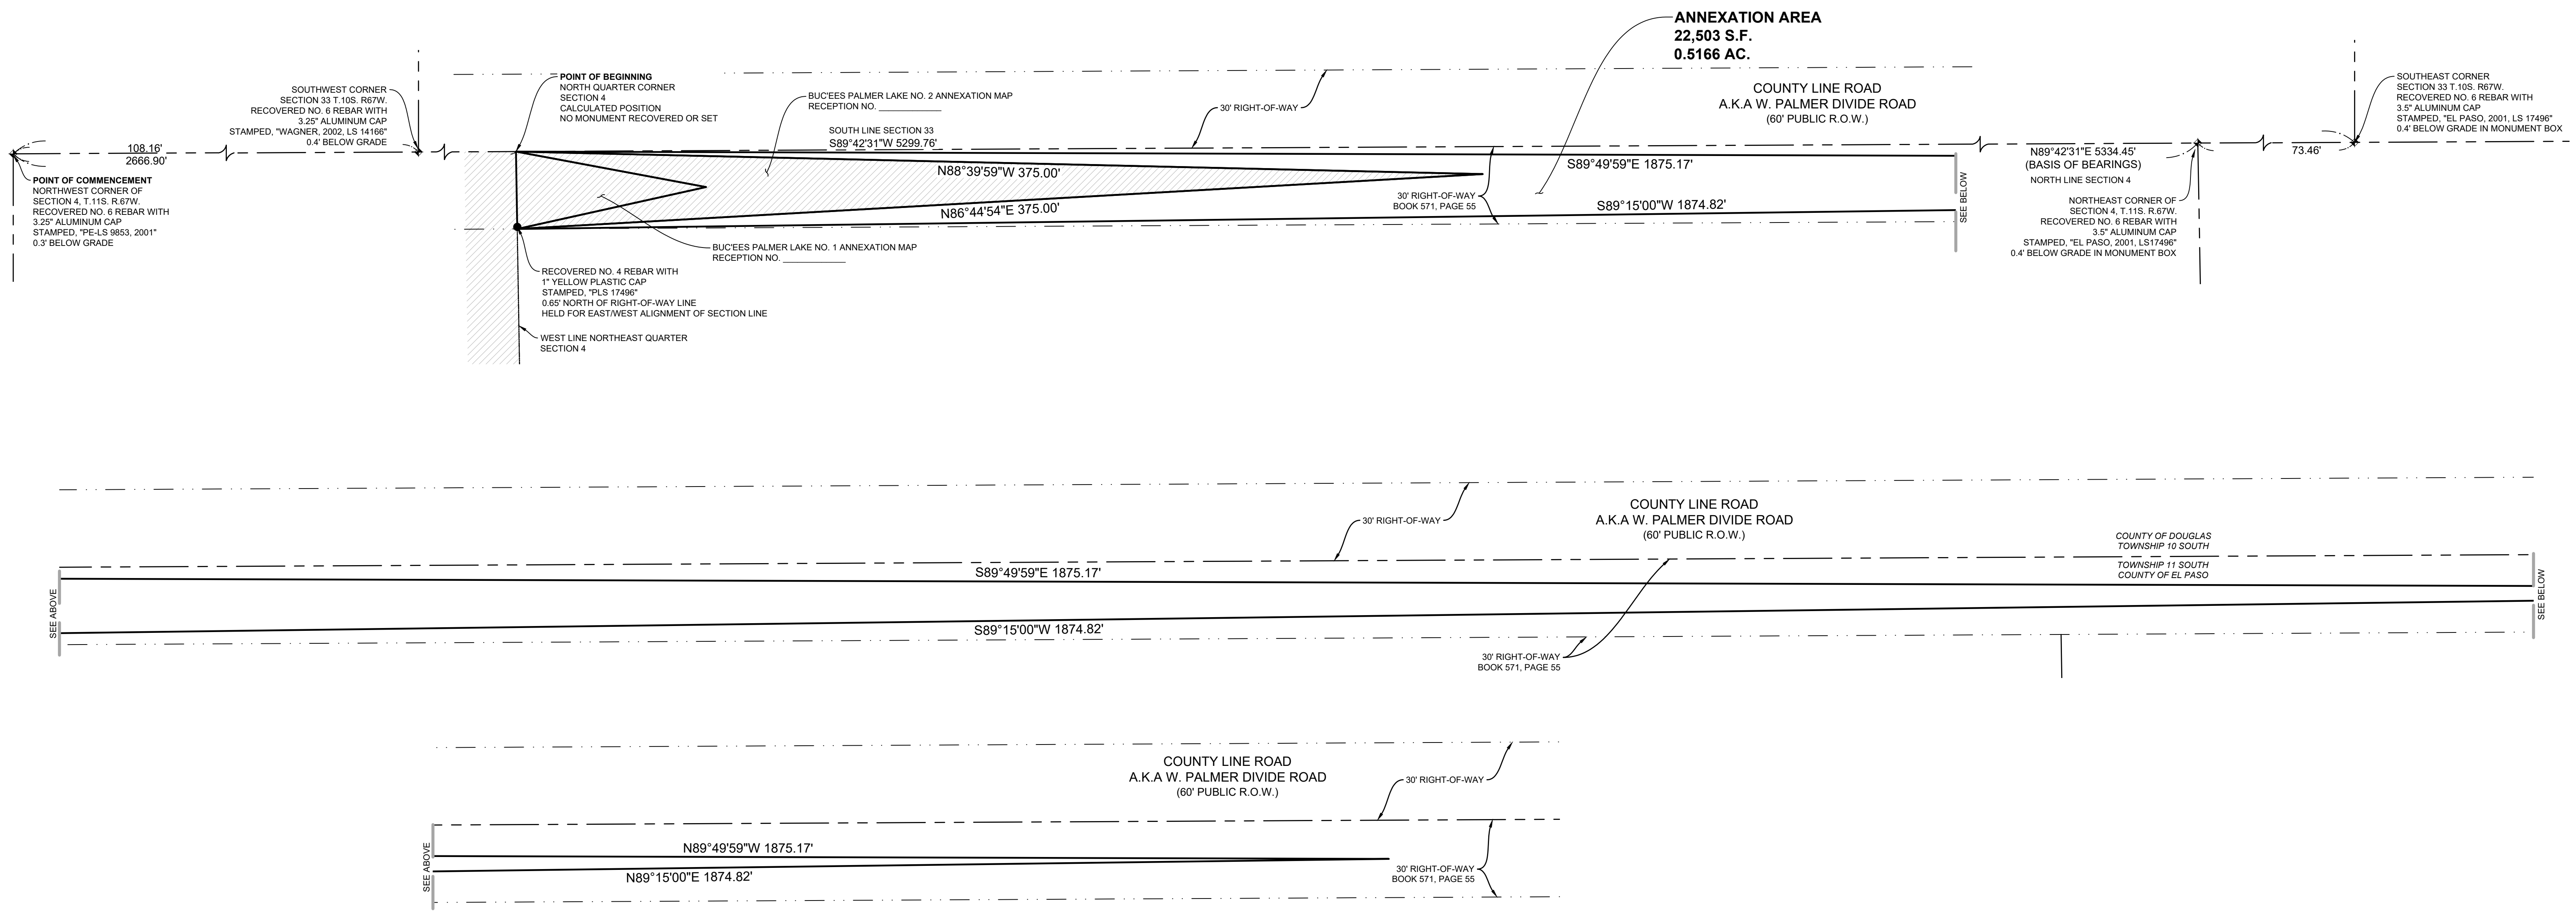 ANNEXATION AREA
22,503 S.F.
0.5166 AC.
SOUTHWEST CORNER
SECTION 33 T.10S. R67W.
RECOVERED NO. 6 REBAR WITH
3.25" ALUMINUM CAP
STAMPED, "WAGNER, 2002, LS 14166"
0.4' BELOW GRADE
POINT OF BEGINNING
NORTH QUARTER CORNER
SECTION 4
CALCULATED POSITION
NO MONUMENT RECOVERED OR SET
BUC'EES PALMER LAKE NO. 2 ANNEXATION MAP
RECEPTION NO. _____________
30' RIGHT-OF-WAY
COUNTY LINE ROAD
A.K.A W. PALMER DIVIDE ROAD
(60' PUBLIC R.O.W.)
SOUTHEAST CORNER
SECTION 33 T.10S. R67W.
RECOVERED NO. 6 REBAR WITH
3.5" ALUMINUM CAP
STAMPED, "EL PASO, 2001, LS 17496"
0.4' BELOW GRADE IN MONUMENT BOX
SOUTH LINE SECTION 33
S89°42'31"W 5299.76'
108.16'
2666.90'
POINT OF COMMENCEMENT
NORTHWEST CORNER OF
SECTION 4, T.11S. R.67W.
RECOVERED NO. 6 REBAR WITH
3.25" ALUMINUM CAP
STAMPED, "PE-LS 9853, 2001"
0.3' BELOW GRADE
N88°39'59"W 375.00'
N86°44'54"E 375.00'
30' RIGHT-OF-WAY
BOOK 571, PAGE 55
S89°49'59"E 1875.17'
S89°15'00"W 1874.82'
SEE BELOW
N89°42'31"E 5334.45'
(BASIS OF BEARINGS)
NORTH LINE SECTION 4
73.46'
NORTHEAST CORNER OF
SECTION 4, T.11S. R.67W.
RECOVERED NO. 6 REBAR WITH
3.5" ALUMINUM CAP
STAMPED, "EL PASO, 2001, LS17496"
0.4' BELOW GRADE IN MONUMENT BOX
BUC'EES PALMER LAKE NO. 1 ANNEXATION MAP
RECEPTION NO. _____________
RECOVERED NO. 4 REBAR WITH
1" YELLOW PLASTIC CAP
STAMPED, "PLS 17496"
0.65' NORTH OF RIGHT-OF-WAY LINE
HELD FOR EAST/WEST ALIGNMENT OF SECTION LINE
WEST LINE NORTHEAST QUARTER
SECTION 4
30' RIGHT-OF-WAY
COUNTY LINE ROAD
A.K.A W. PALMER DIVIDE ROAD
(60' PUBLIC R.O.W.)
COUNTY OF DOUGLAS
TOWNSHIP 10 SOUTH
TOWNSHIP 11 SOUTH
COUNTY OF EL PASO
SEE ABOVE
S89°49'59"E 1875.17'
S89°15'00"W 1874.82'
SEE BELOW
30' RIGHT-OF-WAY
BOOK 571, PAGE 55
COUNTY LINE ROAD
A.K.A W. PALMER DIVIDE ROAD
(60' PUBLIC R.O.W.)
30' RIGHT-OF-WAY
SEE ABOVE
N89°49'59"W 1875.17'
N89°15'00"E 1874.82'
30' RIGHT-OF-WAY
BOOK 571, PAGE 55